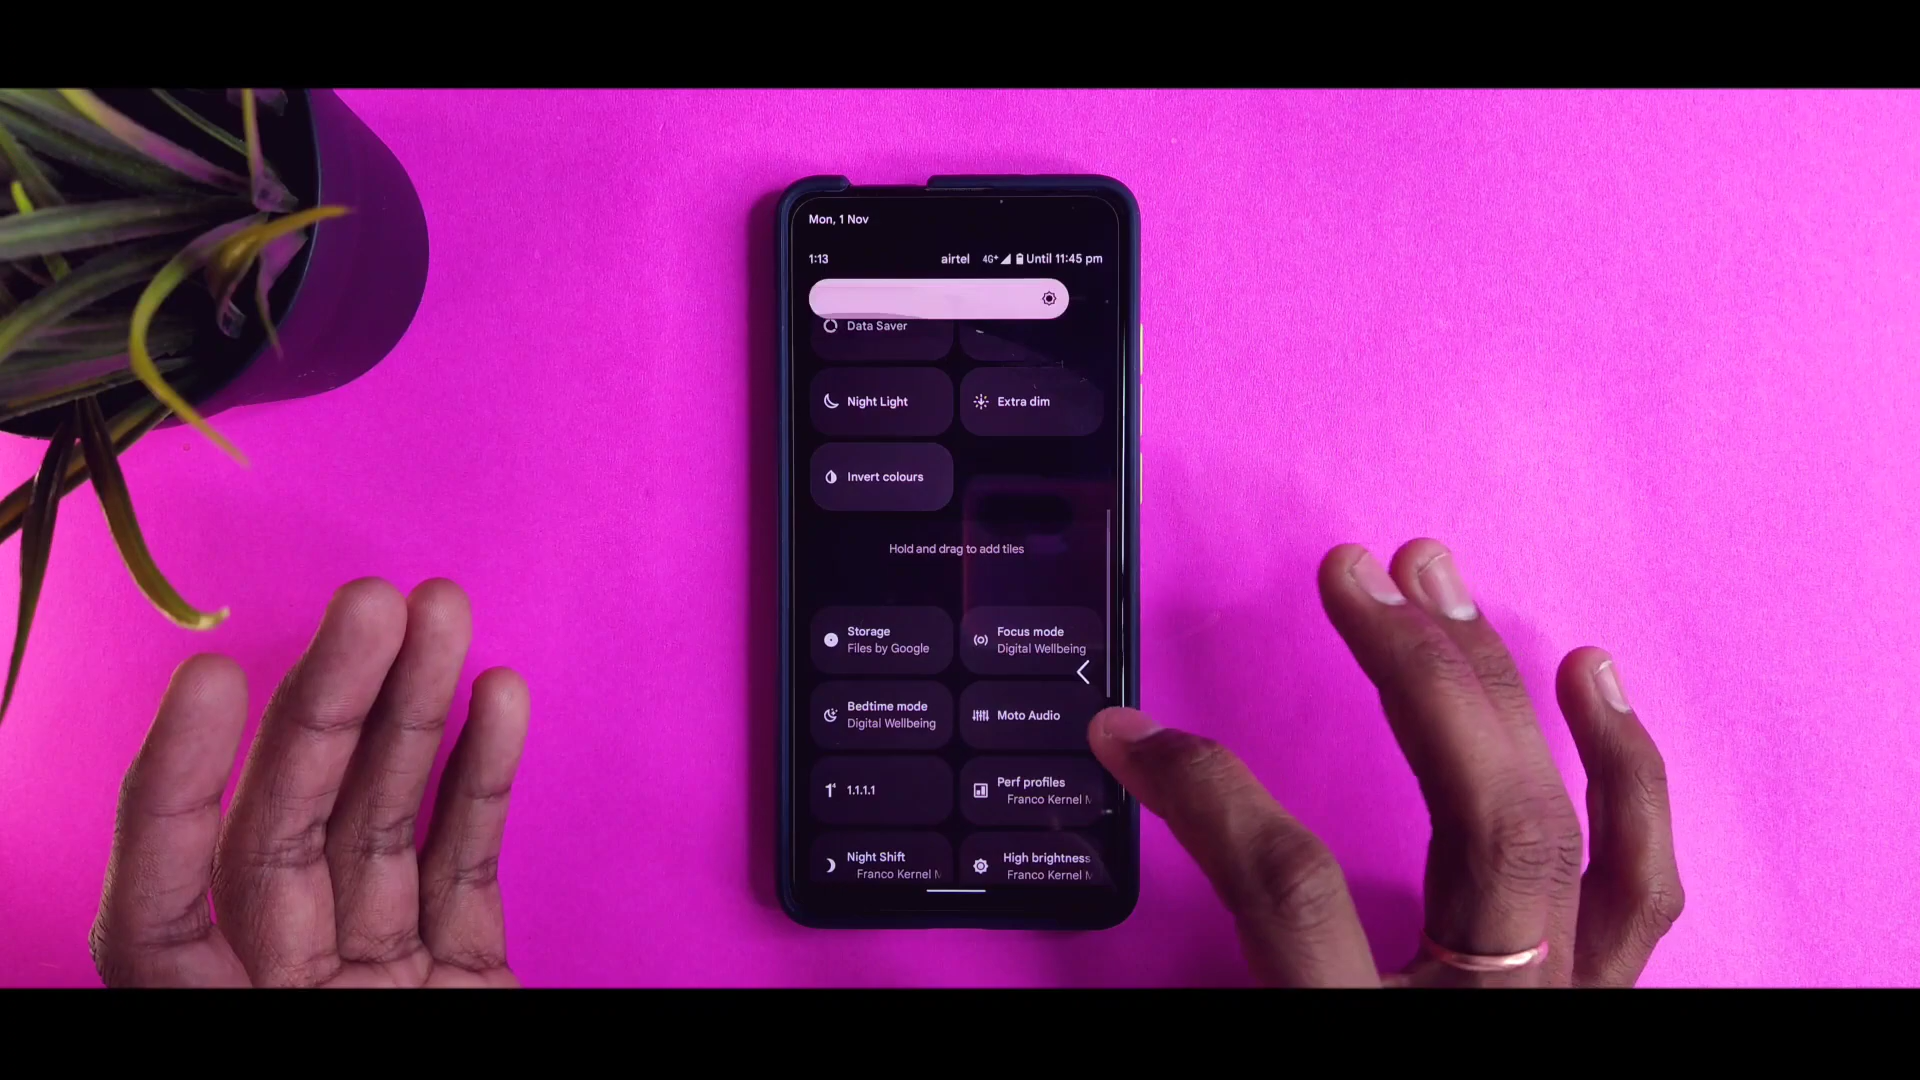 Mon, 1 Nov
1:13 airtel 4G+ Until 11:45 pm
Data Saver
Night Light Extra dim
Invert colours
Hold and drag to add tiles
Storage Focus mode
Files by Google Digital Wellbeing
Bedtime mode Moto Audio
Digital Wellbeing
1.1.1.1 Perf profiles
Franco Kernel M
Night Shift High brightness
Franco Kernel M Franco Kernel M